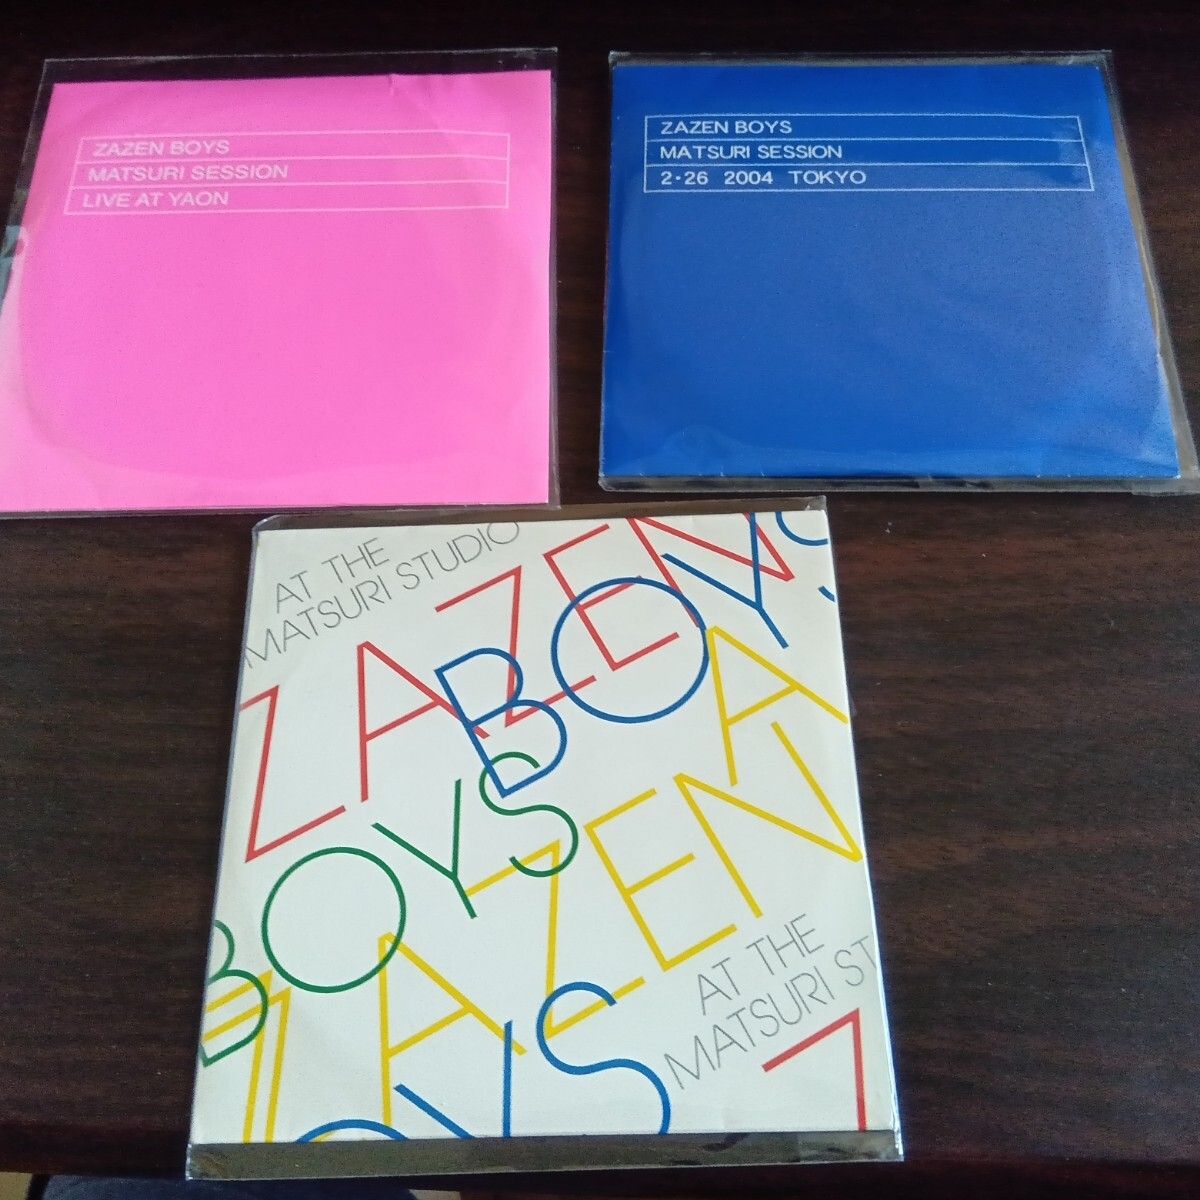 ZAZEN BOYS
MATSURI SESSION
LIVE AT YAON
ZAZEN BOYS
MATSURI SESSION
2・26 2004 TOKYO
AT THE
MATSURI STUDIO
ZAZEN
BOYS
BOYS
ZAZEN
AT THE
MATSURI ST
OYS